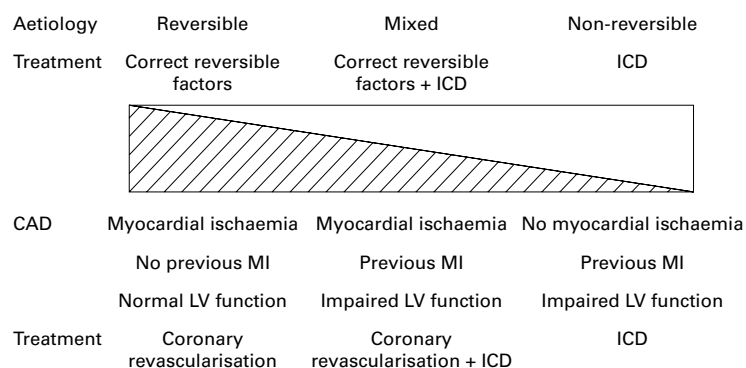 Aetiology Reversible Mixed Non-reversible
Treatment Correct reversible Correct reversible ICD
factors factors + ICD
CAD Myocardial ischaemia Myocardial ischaemia No myocardial ischaemia
No previous MI Previous MI Previous MI
Normal LV function Impaired LV function Impaired LV function
Treatment Coronary Coronary ICD
revascularisation revascularisation + ICD